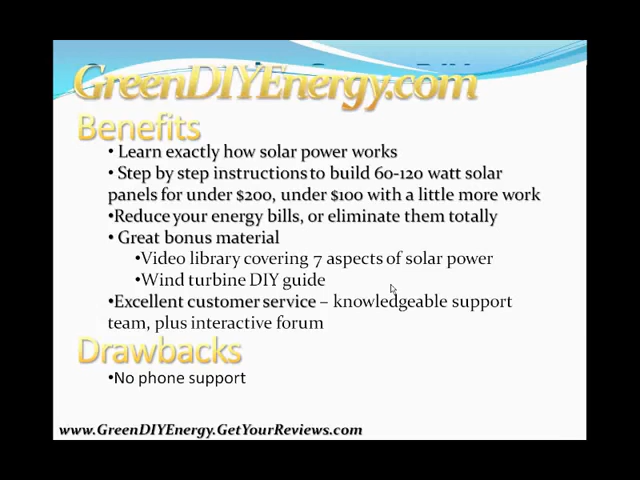 GreenDIYEnergy.com
Benefits
• Learn exactly how solar power works
• Step by step instructions to build 60-120 watt solar
panels for under $200, under $100 with a little more work
•Reduce your energy bills, or eliminate them totally
• Great bonus material
•Video library covering 7 aspects of solar power
•Wind turbine DIY guide
•Excellent customer service – knowledgeable support
team, plus interactive forum
Drawbacks
•No phone support
www.GreenDIYEnergy.GetYourReviews.com